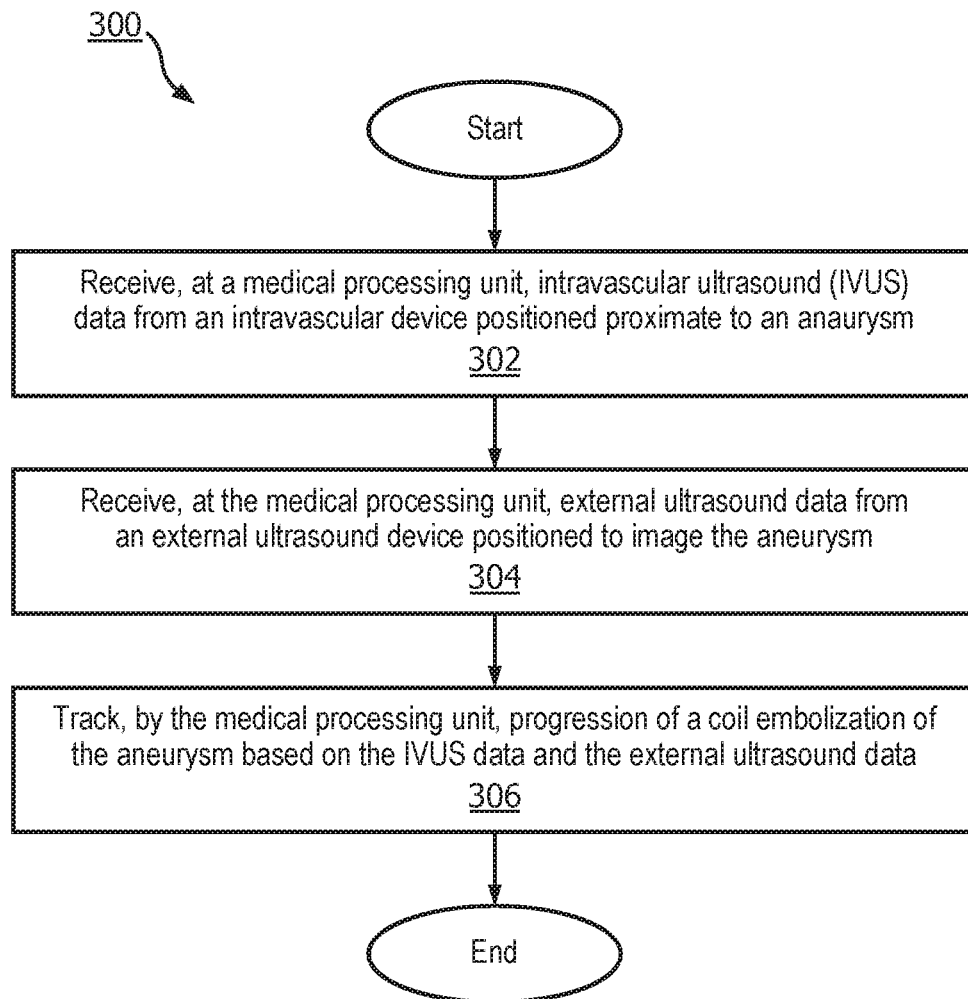 300
Start
Receive, at a medical processing unit, intravascular ultrasound (IVUS)
data from an intravascular device positioned proximate to an anaurysm
302
Receive, at the medical processing unit, external ultrasound data from
an external ultrasound device positioned to image the aneurysm
304
Track, by the medical processing unit, progression of a coil embolization of
the aneurysm based on the IVUS data and the external ultrasound data
306
End